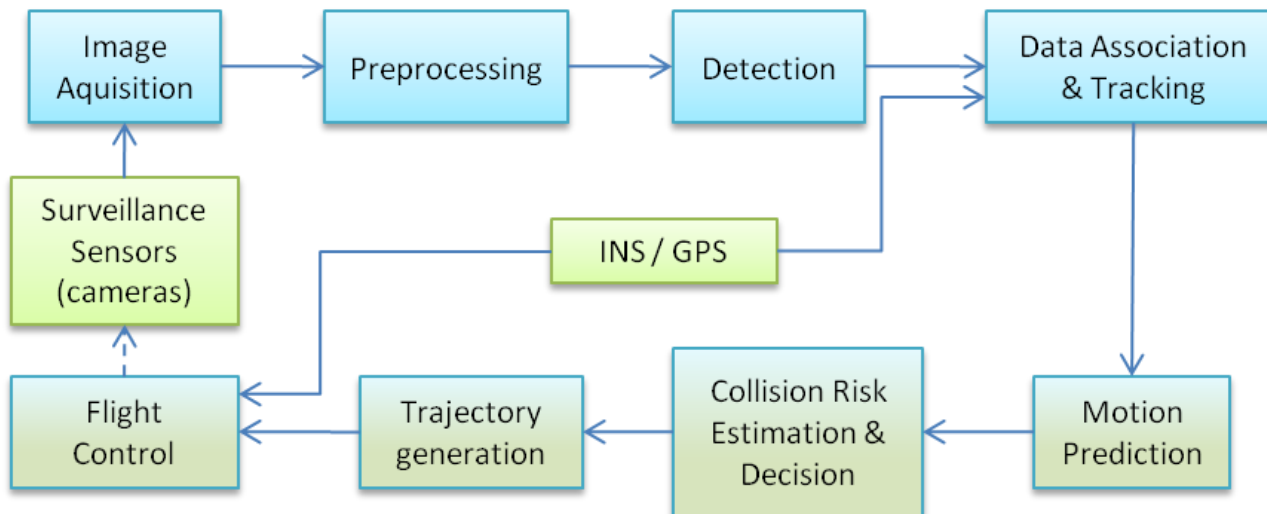 Image
Aquisition
Preprocessing
Detection
Data Association
& Tracking
Surveillance
Sensors
(cameras)
INS / GPS
Flight
Control
Trajectory
generation
Collision Risk
Estimation &
Decision
Motion
Prediction